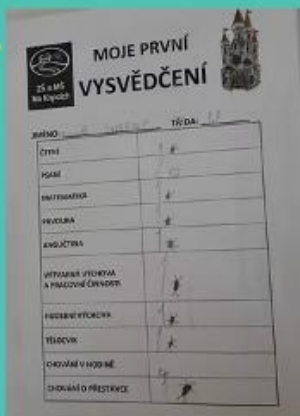 ZŠ a MŠ
Na Kopcích
MOJE PRVNÍ
VYSVĚDČENÍ
JMÉNO:
TŘÍDA:
ČTENÍ
PSANÍ
MATEMATIKA
PRVOUKA
ANGLIČTINA
VÝTVARNÁ VÝCHOVA
A PRACOVNÍ ČINNOSTI
HUDEBNÍ VÝCHOVA
TĚLOCVIK
CHOVÁNÍ V HODINĚ
CHOVÁNÍ O PŘESTÁVCE